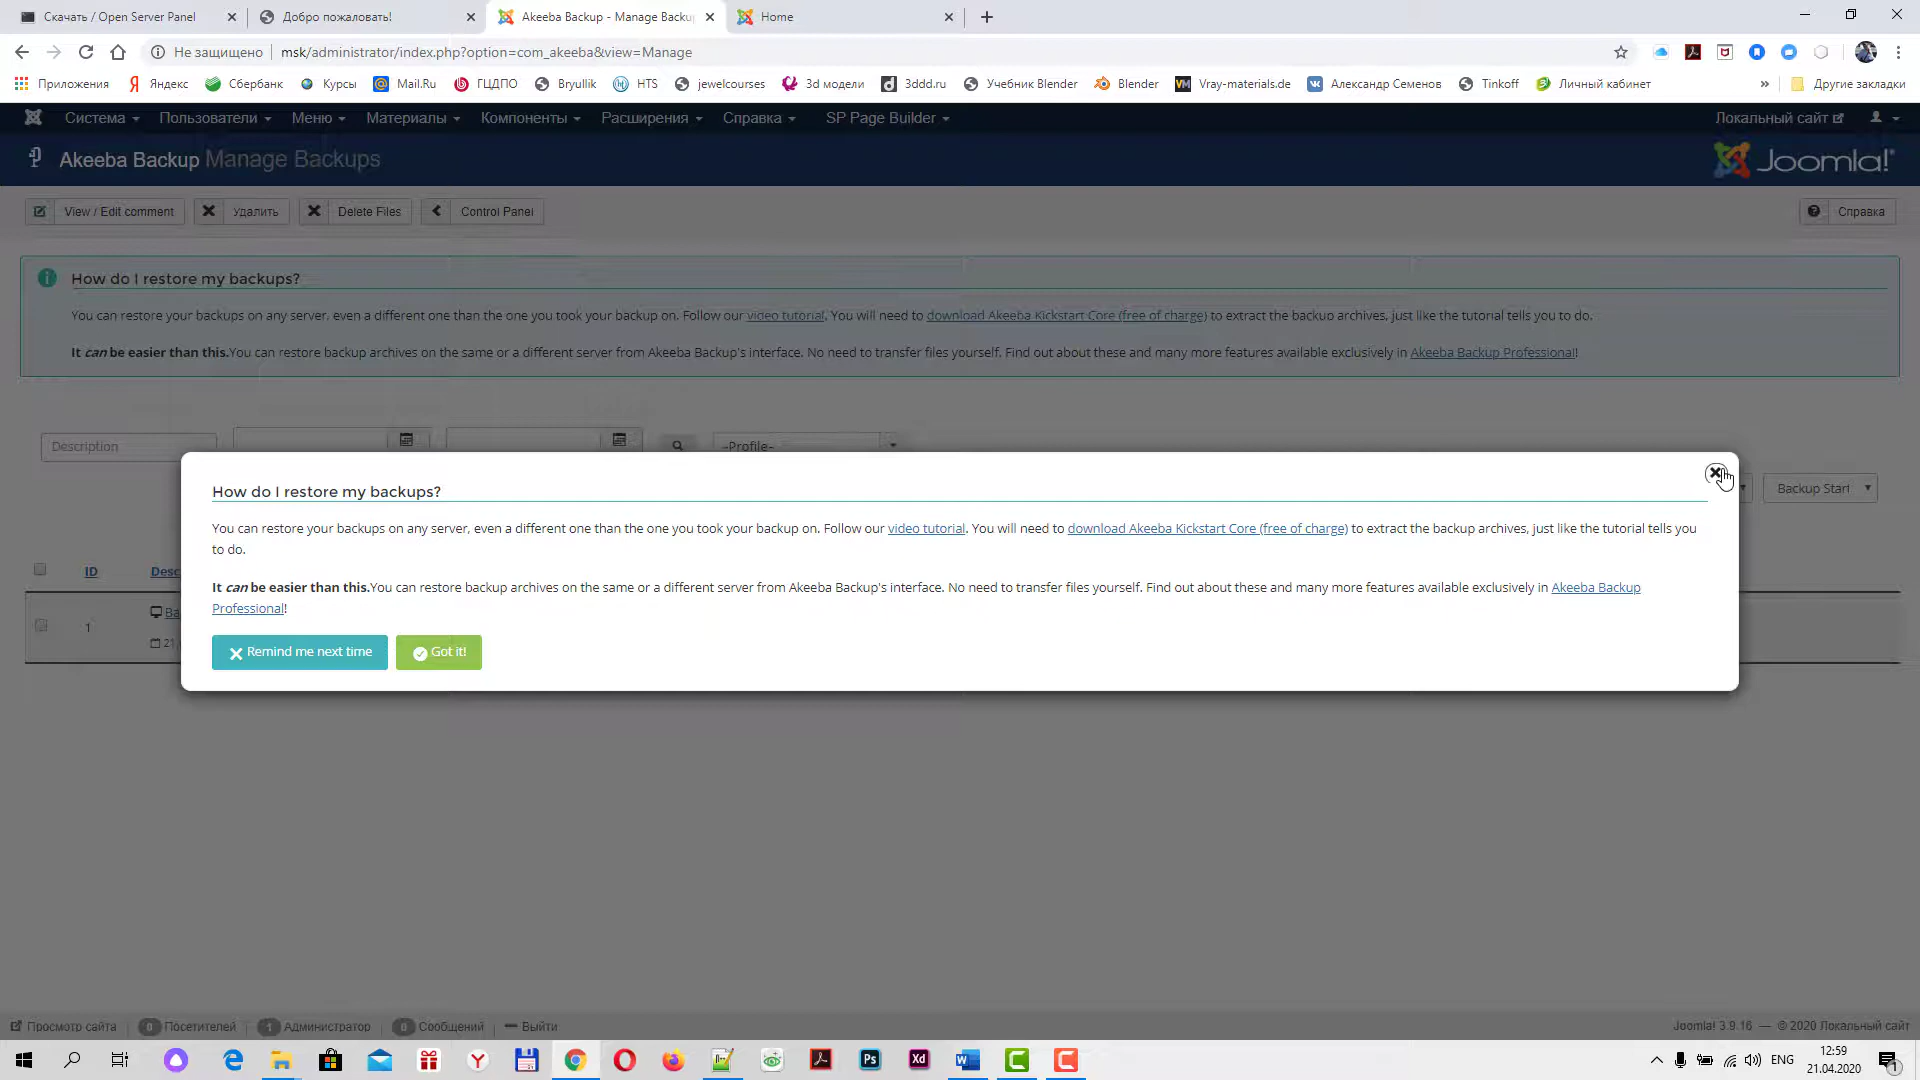 Скачать / Open Server Panel
Добро пожаловать!
Akeeba Backup - Manage Backu
Home
Не защищено
msk/administrator/index.php?option=com_akeeba&view=Manage
Приложения
Яндекс
Сбербанк
Курсы
Mail.Ru
ГЦДПО
Bryullik
HTS
jewelcourses
3d модели
3ddd.ru
Учебник Blender
Blender
Vray-materials.de
Александр Семенов
Tinkoff
Личный кабинет
»
Другие закладки
Система
Пользователи
Меню
Материалы
Компоненты
Расширения
Справка
SP Page Builder
Локальный сайт
Akeeba Backup Manage Backups
Joomla!
View / Edit comment
Удалить
Delete Files
Control Panel
Справка
How do I restore my backups?
You can restore your backups on any server, even a different one than the one you took your backup on. Follow our video tutorial. You will need to download Akeeba Kickstart Core (free of charge) to extract the backup archives, just like the tutorial tells you to do.
It can be easier than this.You can restore backup archives on the same or a different server from Akeeba Backup's interface. No need to transfer files yourself. Find out about these and many more features available exclusively in Akeeba Backup Professional!
Description
-Profile-
How do I restore my backups?
You can restore your backups on any server, even a different one than the one you took your backup on. Follow our video tutorial. You will need to download Akeeba Kickstart Core (free of charge) to extract the backup archives, just like the tutorial tells you
to do.
It can be easier than this.You can restore backup archives on the same or a different server from Akeeba Backup's interface. No need to transfer files yourself. Find out about these and many more features available exclusively in Akeeba Backup
Professional!
Remind me next time
Got it!
Backup Start
ID
Desc
1
Ba
21
Просмотр сайта
0 Посетителей
1 Администратор
0 Сообщений
Выйти
Joomla! 3.9.16 — © 2020 Локальный сайт
ENG
12:59
21.04.2020
1